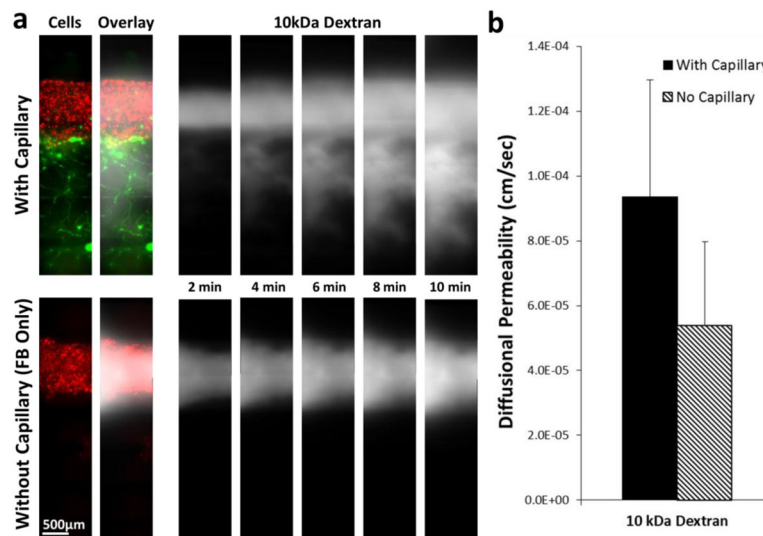 a
Cells Overlay 10kDa Dextran
With Capillary
2 min 4 min 6 min 8 min 10 min
Without Capillary (FB Only)
500µm
b
Diffusional Permeability (cm/sec)
1.4E-04
1.2E-04
1.0E-04
8.0E-05
6.0E-05
4.0E-05
2.0E-05
0.0E+00
With Capillary
No Capillary
10 kDa Dextran